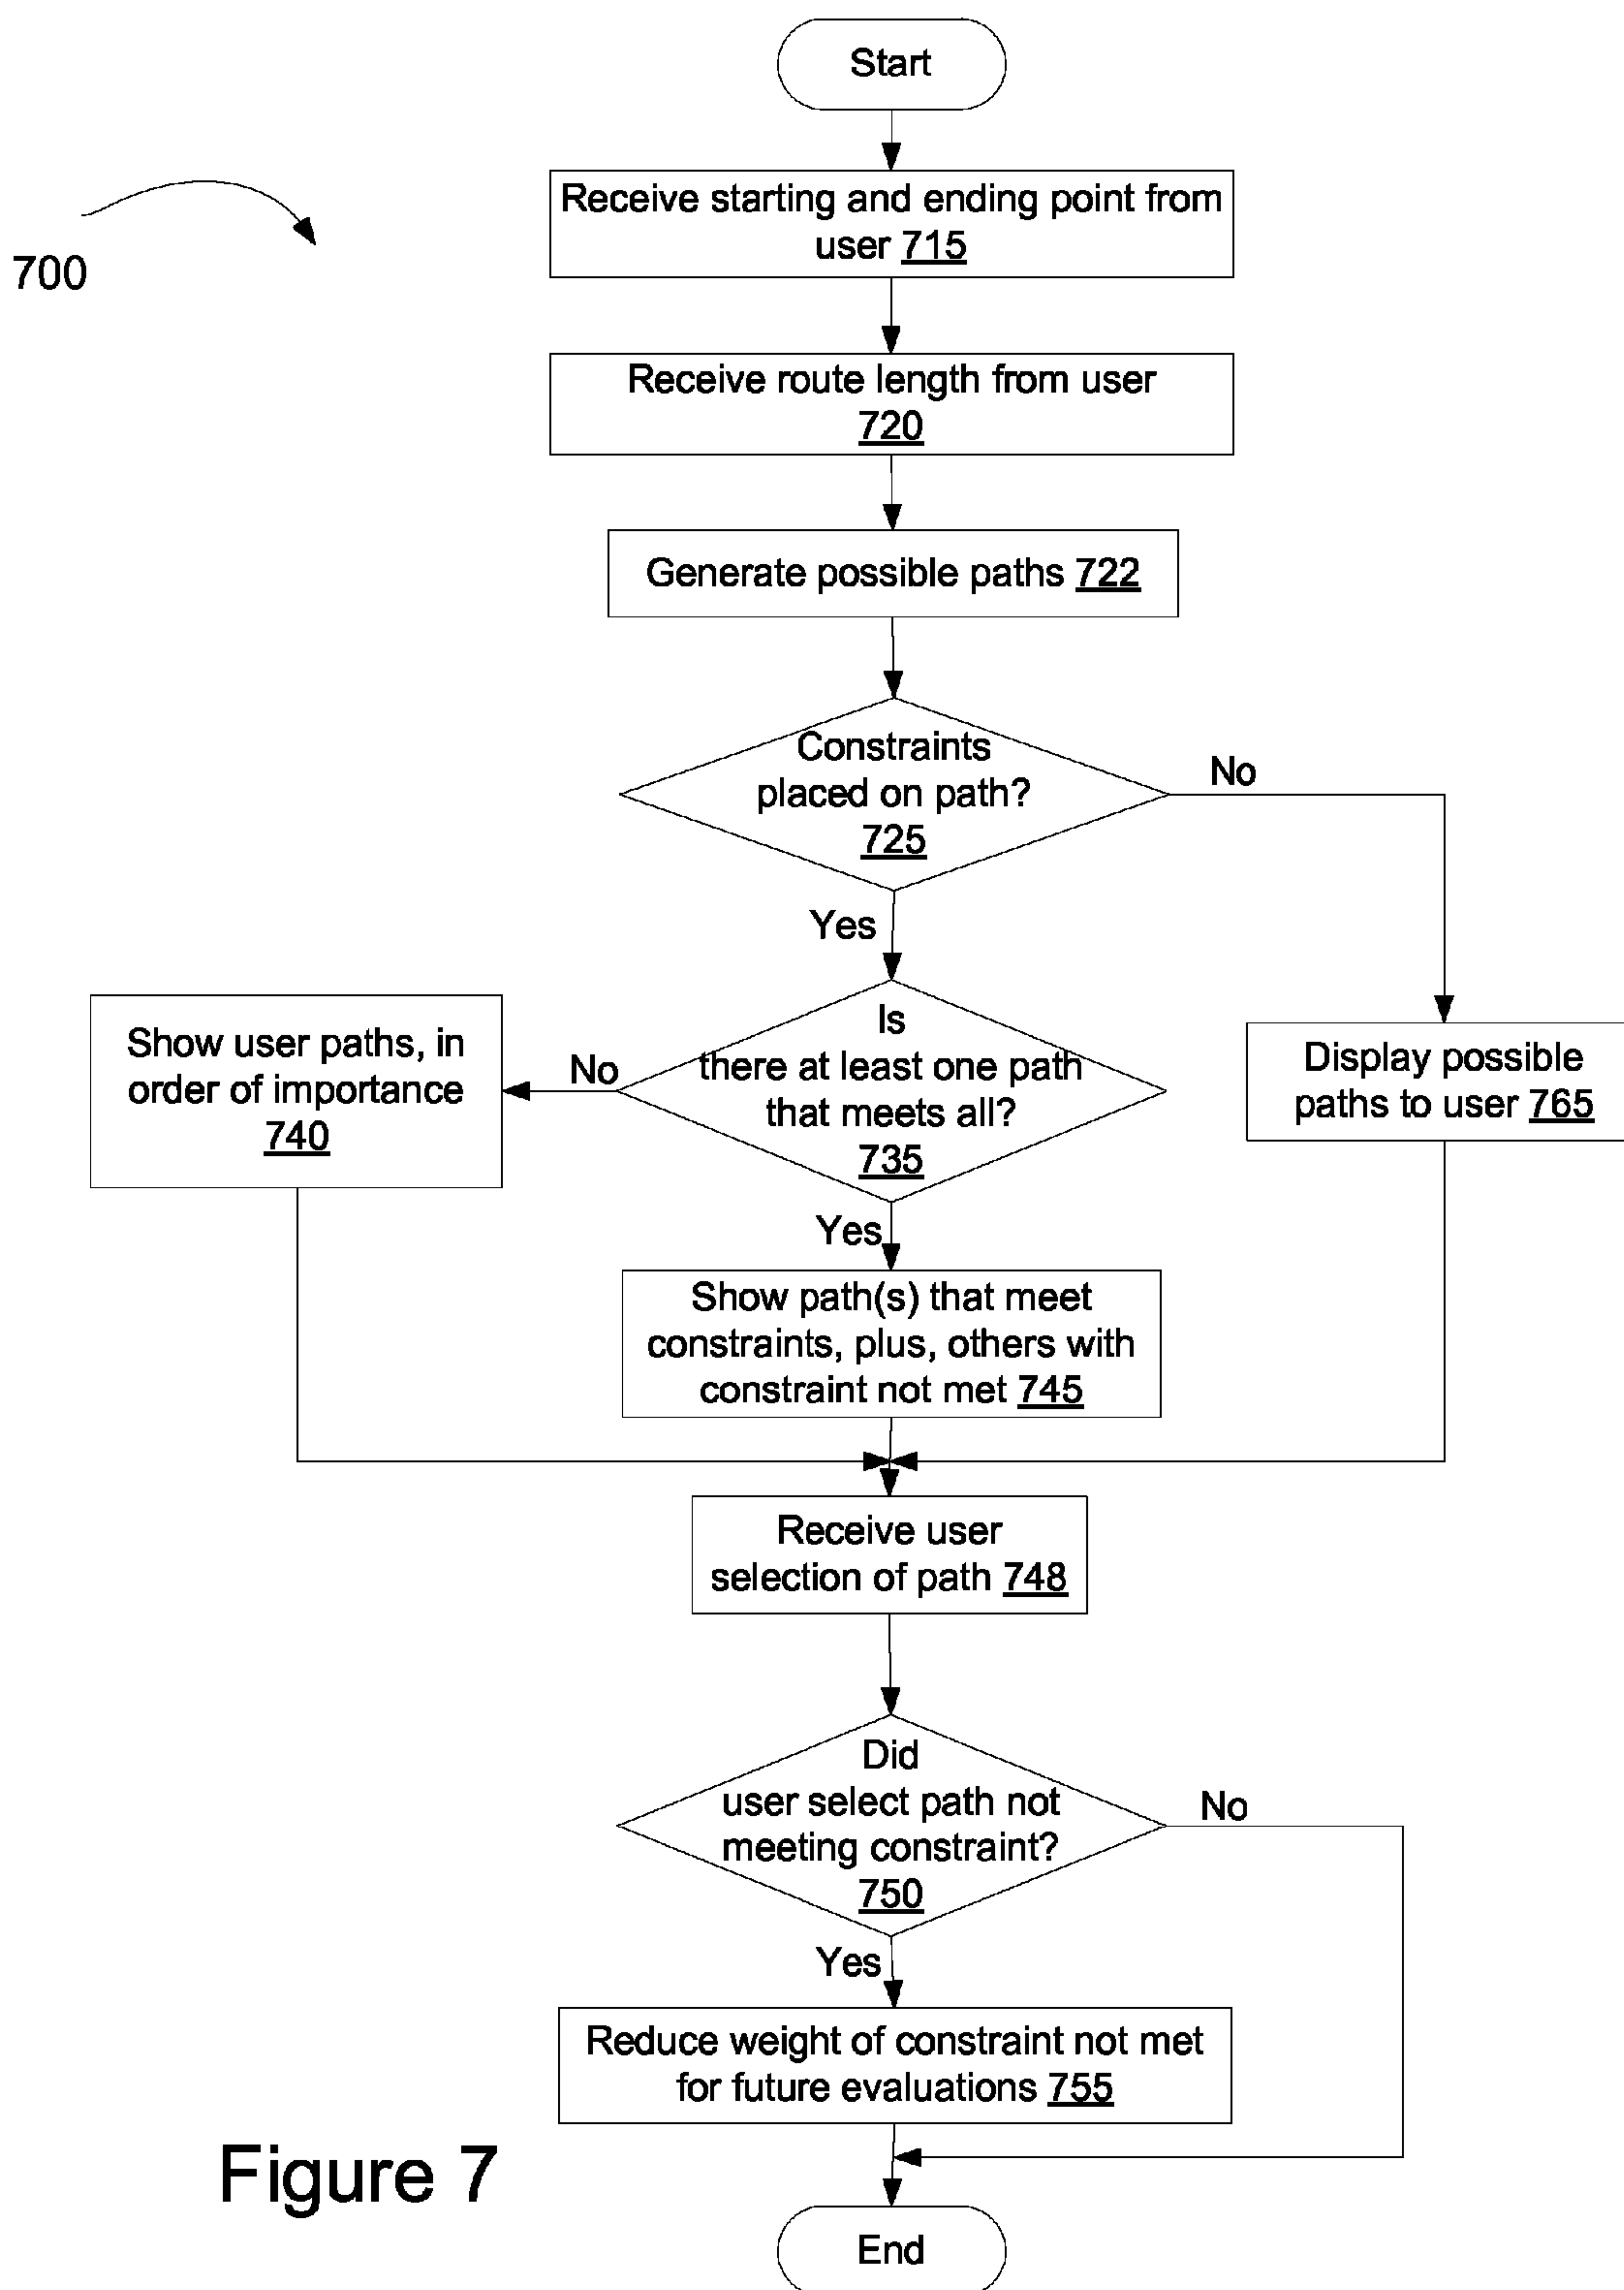 Start
Receive starting and ending point from
user 715
700
Receive route length from user
720
Generate possible paths 722
Constraints
placed on path?
725
No
Yes
Show user paths, in
order of importance
740
No
Is
there at least one path
that meets all?
735
Display possible
paths to user 765
Yes
Show path(s) that meet
constraints, plus, others with
constraint not met 745
Receive user
selection of path 748
Did
user select path not
meeting constraint?
750
No
Yes
Reduce weight of constraint not met
for future evaluations 755
Figure 7
End